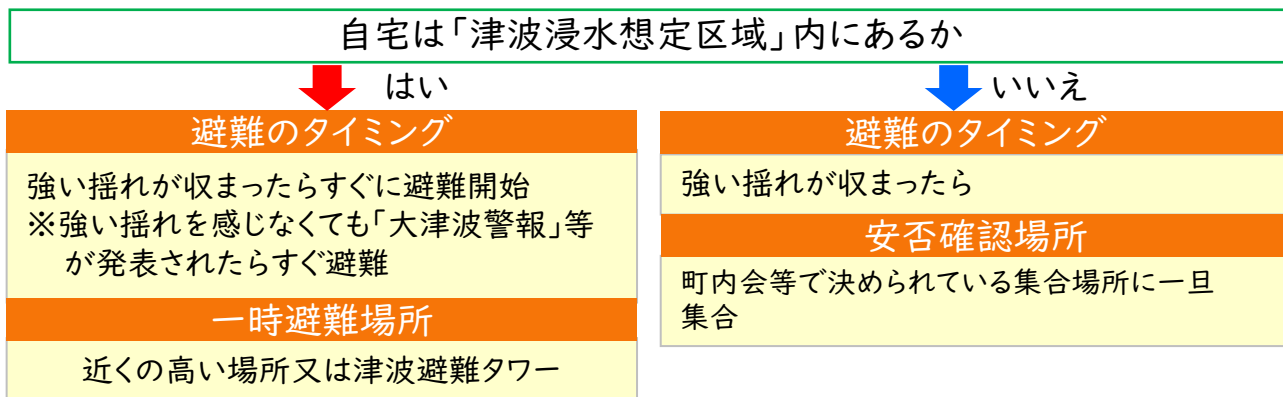 自宅は「津波浸水想定区域」内にあるか
はい
避難のタイミング
強い揺れが収まったらすぐに避難開始
※強い揺れを感じなくても「大津波警報」等
が発表されたらすぐ避難
一時避難場所
近くの高い場所又は津波避難タワー
いいえ
避難のタイミング
強い揺れが収まったら
安否確認場所
町内会等で決められている集合場所に一旦
集合